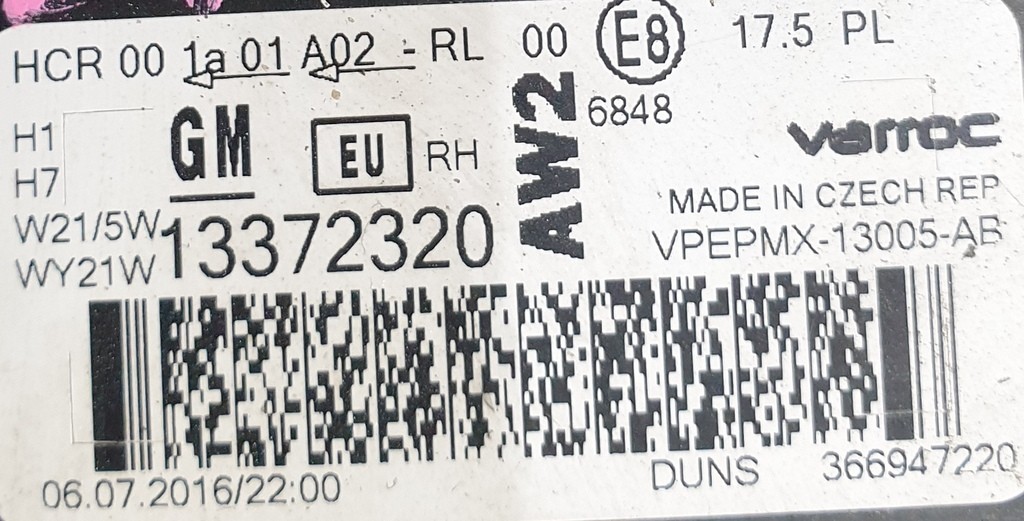 HCR 00 1a 01 A02 - RL 00 E8 17.5 PL
6848
H1
H7
GM EU RH
AW2
varroc
MADE IN CZECH REP
W21/5W
WY21W
13372320
VPEPMX-13005-AB
06.07.2016/22:00
DUNS 366947220